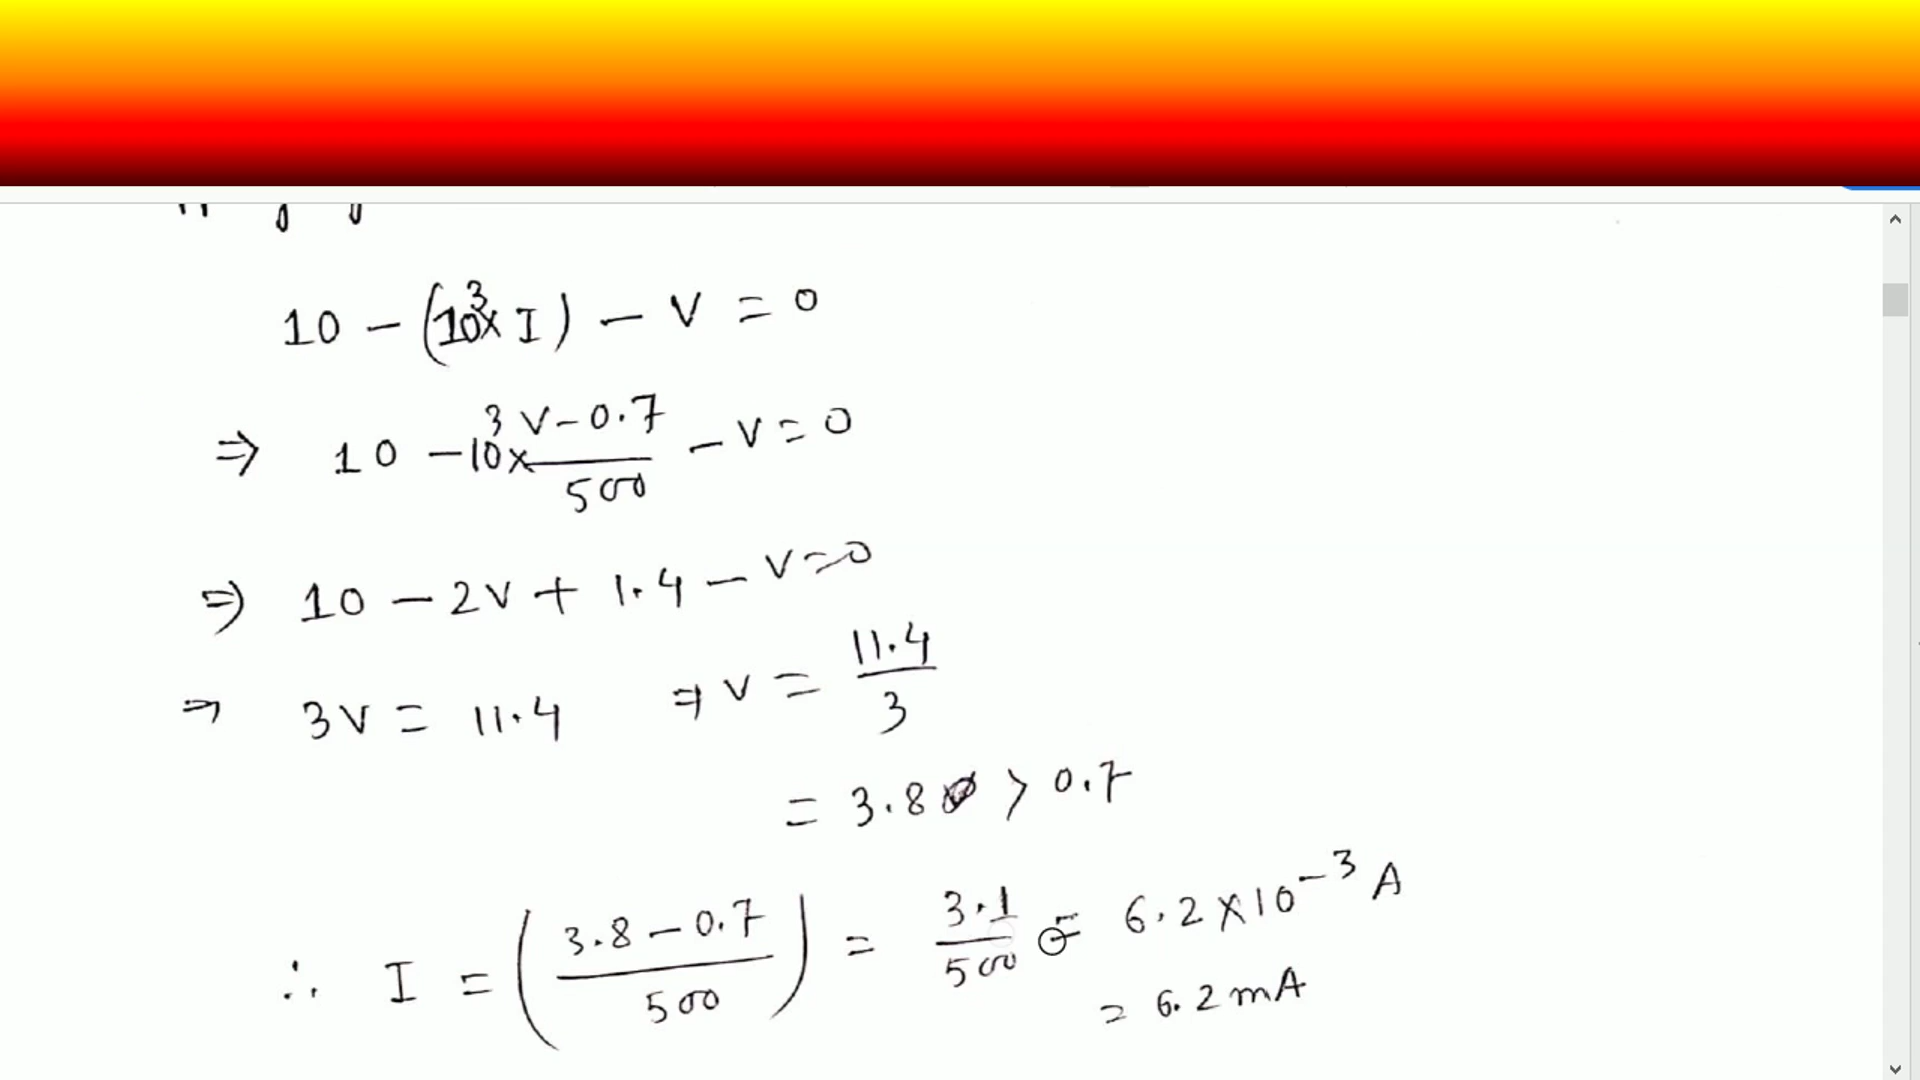 10 - (10³ × I) - V = 0
⇒ 10 - 10³ × (V - 0.7)/500 - V = 0
⇒ 10 - 2V + 1.4 - V = 0
⇒ 3V = 11.4 ⇒ V = 11.4/3
= 3.8 > 0.7
∴ I = ((3.8 - 0.7)/500) = 3.1/500 = 6.2 × 10⁻³ A
= 6.2 mA